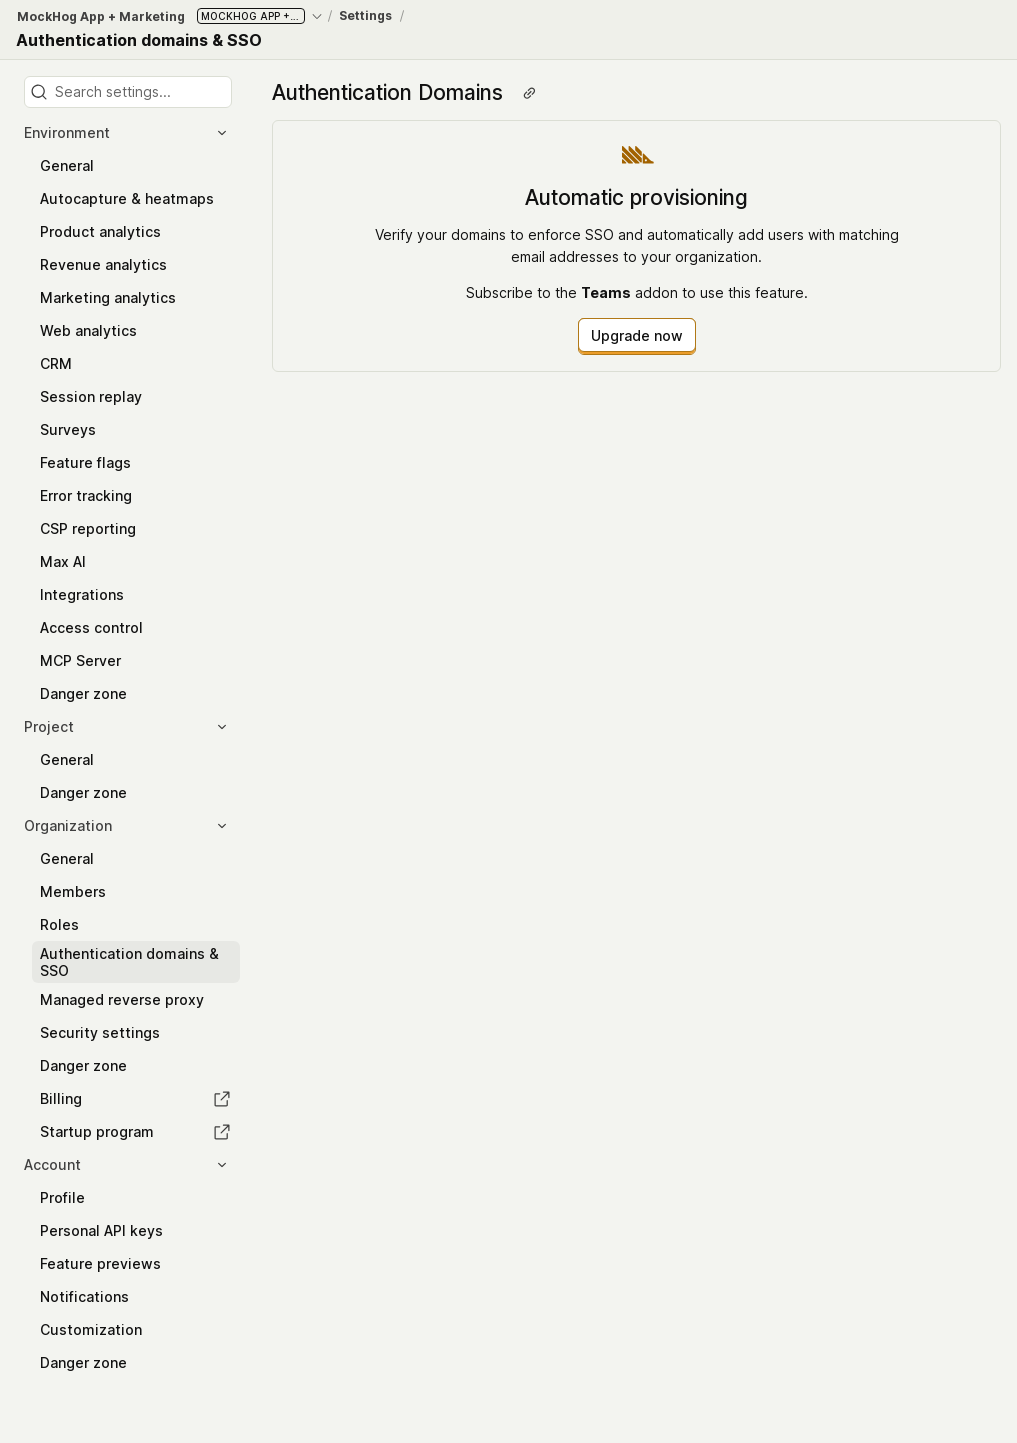 MockHog App + Marketing MOCKHOG APP +... / Settings /
Authentication domains & SSO
Search settings...
Environment
General
Autocapture & heatmaps
Product analytics
Revenue analytics
Marketing analytics
Web analytics
CRM
Session replay
Surveys
Feature flags
Error tracking
CSP reporting
Max AI
Integrations
Access control
MCP Server
Danger zone
Project
General
Danger zone
Organization
General
Members
Roles
Authentication domains &
SSO
Managed reverse proxy
Security settings
Danger zone
Billing
Startup program
Account
Profile
Personal API keys
Feature previews
Notifications
Customization
Danger zone
Authentication Domains
Automatic provisioning
Verify your domains to enforce SSO and automatically add users with matching
email addresses to your organization.
Subscribe to the Teams addon to use this feature.
Upgrade now